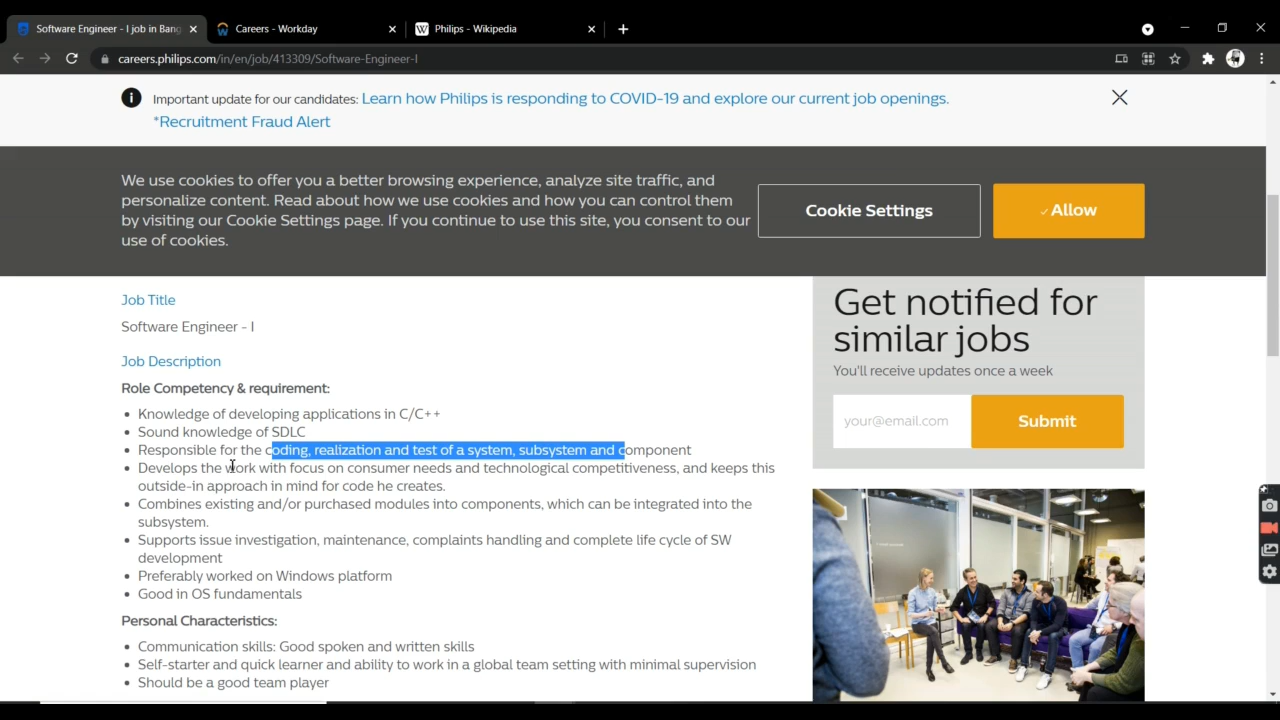 Software Engineer - I job in Bang
Careers - Workday
Philips - Wikipedia
careers.philips.com/in/en/job/413309/Software-Engineer-I
Important update for our candidates: Learn how Philips is responding to COVID-19 and explore our current job openings.
*Recruitment Fraud Alert
We use cookies to offer you a better browsing experience, analyze site traffic, and
personalize content. Read about how we use cookies and how you can control them
by visiting our Cookie Settings page. If you continue to use this site, you consent to our
use of cookies.
Cookie Settings
Allow
Job Title
Software Engineer - I
Job Description
Role Competency & requirement:
• Knowledge of developing applications in C/C++
• Sound knowledge of SDLC
• Responsible for the coding, realization and test of a system, subsystem and component
• Develops the work with focus on consumer needs and technological competitiveness, and keeps this
outside-in approach in mind for code he creates.
• Combines existing and/or purchased modules into components, which can be integrated into the
subsystem.
• Supports issue investigation, maintenance, complaints handling and complete life cycle of SW
development
• Preferably worked on Windows platform
• Good in OS fundamentals
Personal Characteristics:
• Communication skills: Good spoken and written skills
• Self-starter and quick learner and ability to work in a global team setting with minimal supervision
• Should be a good team player
Get notified for
similar jobs
You'll receive updates once a week
your@email.com
Submit